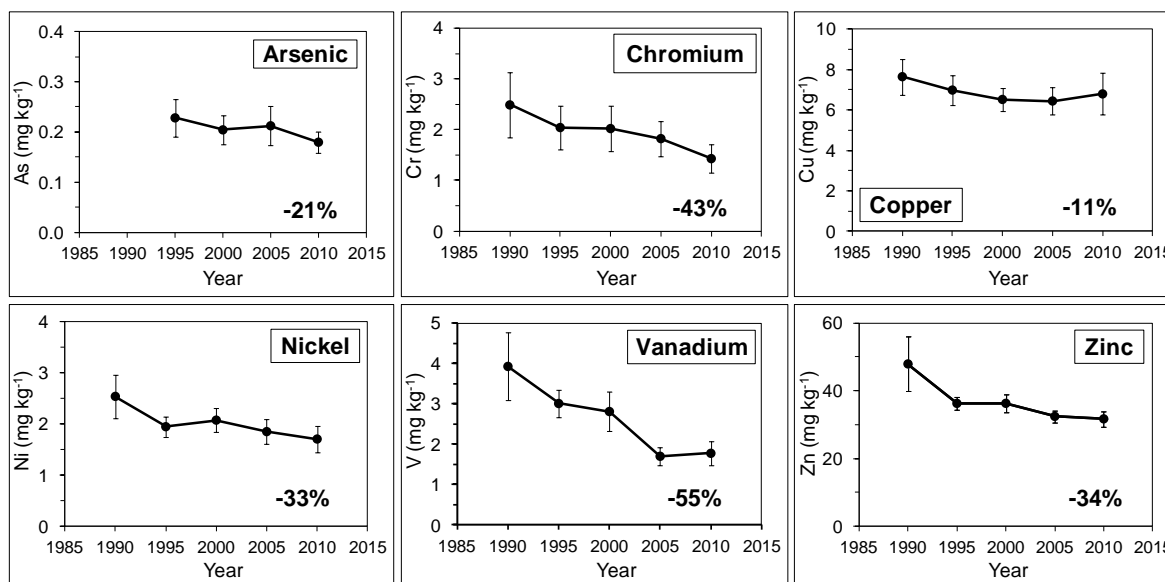 Arsenic
As (mg kg-1)
0.4
0.3
0.2
0.1
0.0
-21%
1985 1990 1995 2000 2005 2010 2015
Year
Chromium
Cr (mg kg-1)
4
3
2
1
0
-43%
1985 1990 1995 2000 2005 2010 2015
Year
Cu (mg kg-1)
10
8
6
4
2
0
Copper
-11%
1985 1990 1995 2000 2005 2010 2015
Year
Nickel
Ni (mg kg-1)
4
3
2
1
0
-33%
1985 1990 1995 2000 2005 2010 2015
Year
Vanadium
V (mg kg-1)
5
4
3
2
1
0
-55%
1985 1990 1995 2000 2005 2010 2015
Year
Zinc
Zn (mg kg-1)
60
40
20
0
-34%
1985 1990 1995 2000 2005 2010 2015
Year